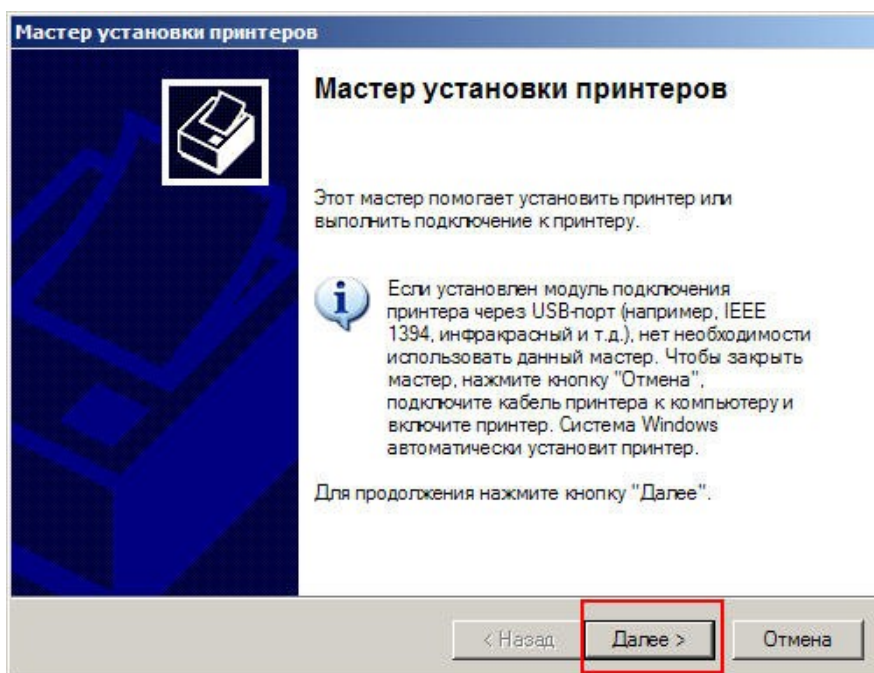 Мастер установки принтеров
Мастер установки принтеров
Этот мастер помогает установить принтер или
выполнить подключение к принтеру.
Если установлен модуль подключения
принтера через USB-порт (например, IEEE
1394, инфракрасный и т.д.), нет необходимости
использовать данный мастер. Чтобы закрыть
мастер, нажмите кнопку "Отмена",
подключите кабель принтера к компьютеру и
включите принтер. Система Windows
автоматически установит принтер.
Для продолжения нажмите кнопку "Далее".
< Назад Далее > Отмена